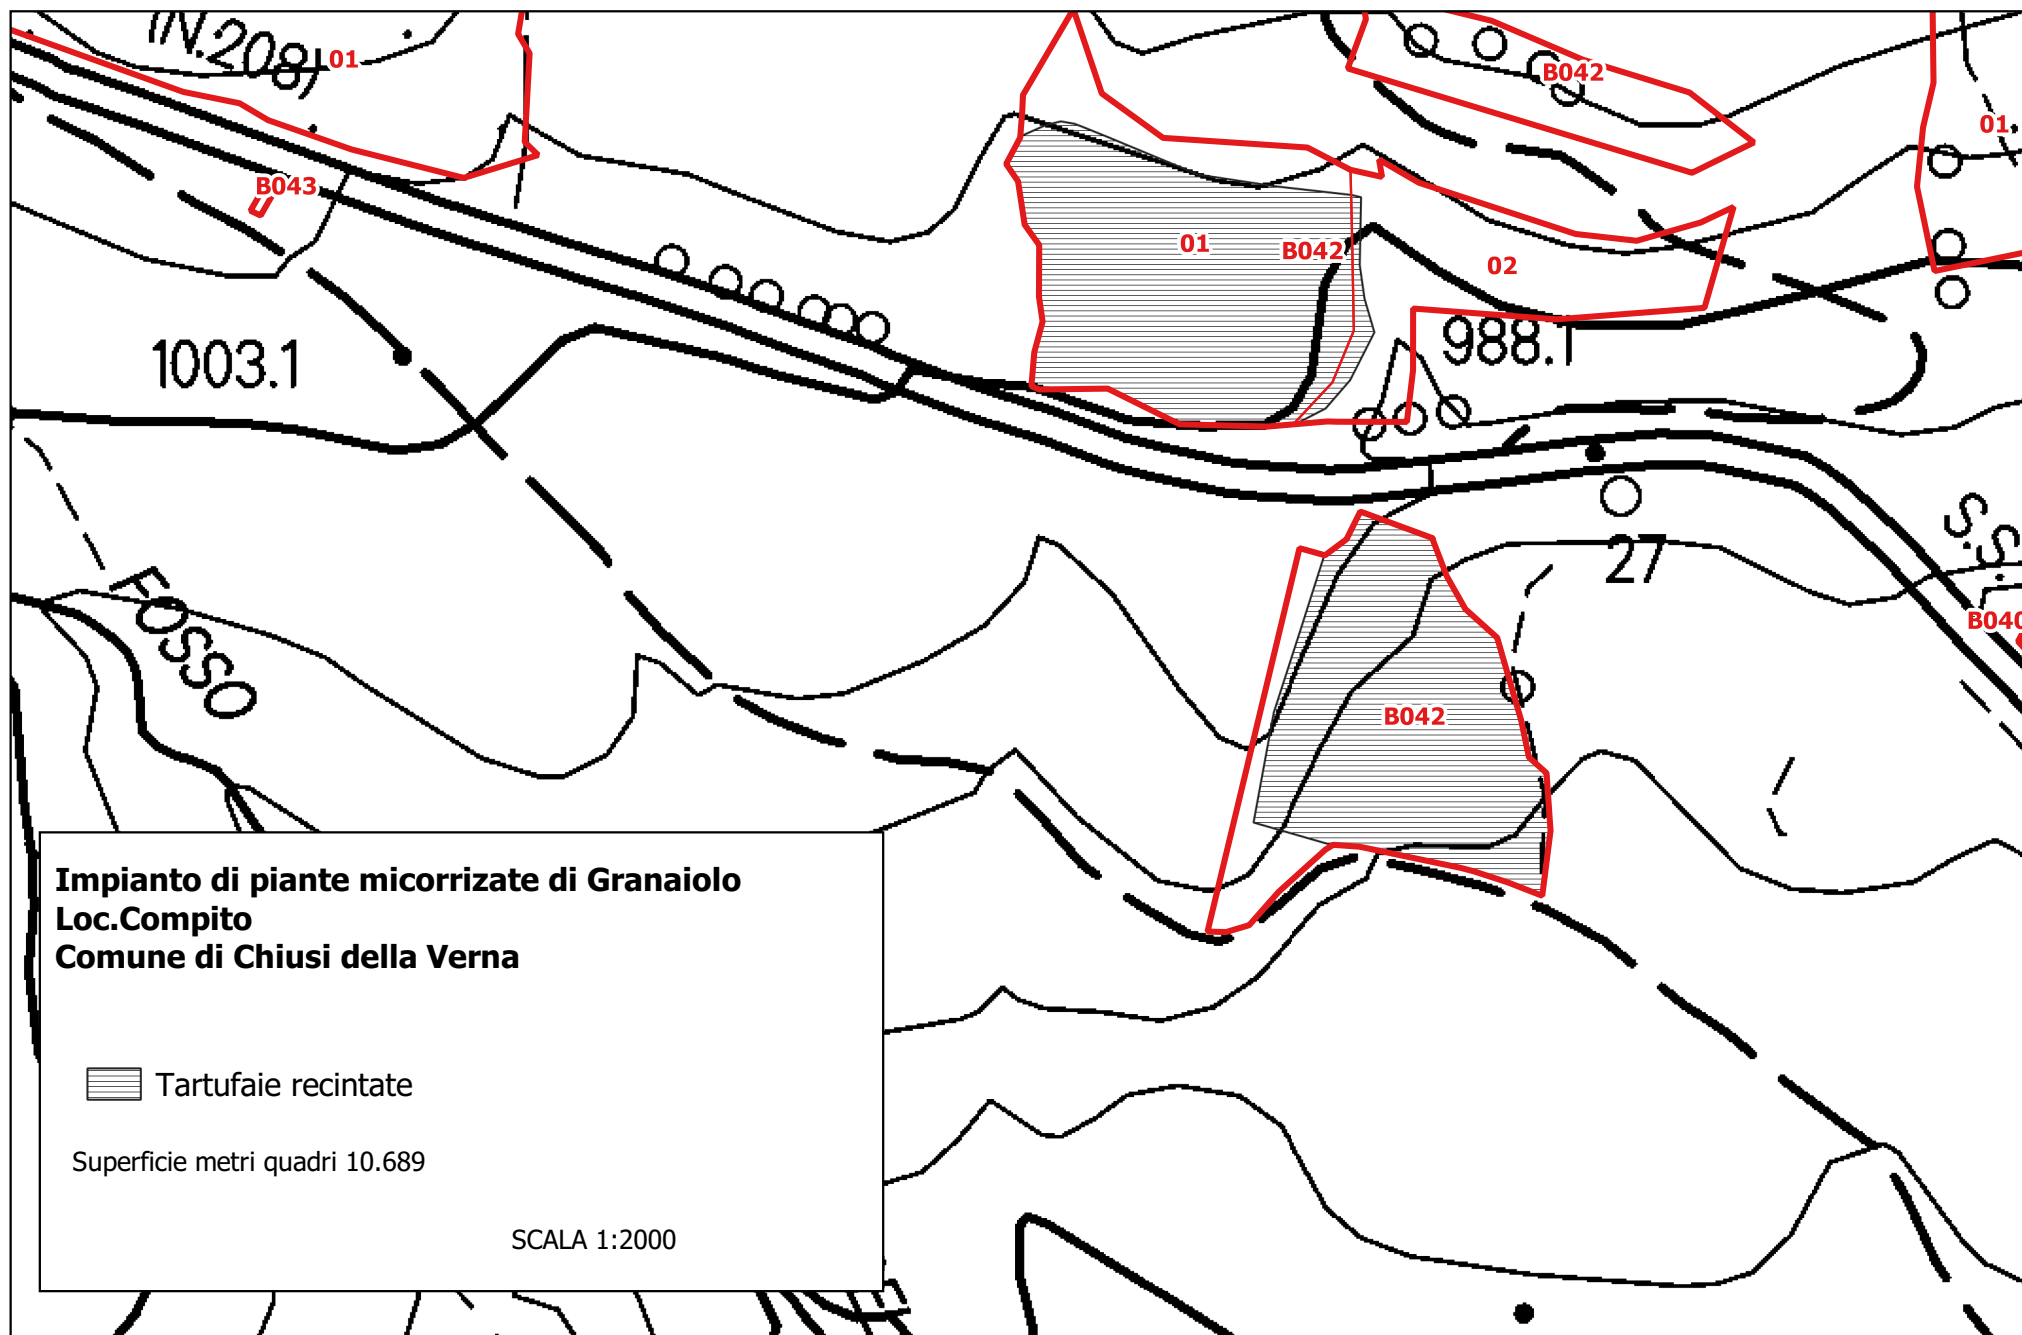 (N.208)
01
B042
01
B043
01
B042
02
1003.1
988.1
27
S.S.
FOSSO
B040
B042
Impianto di piante micorrizate di Granaiolo
Loc.Compito
Comune di Chiusi della Verna
Tartufaie recintate
Superficie metri quadri 10.689
SCALA 1:2000